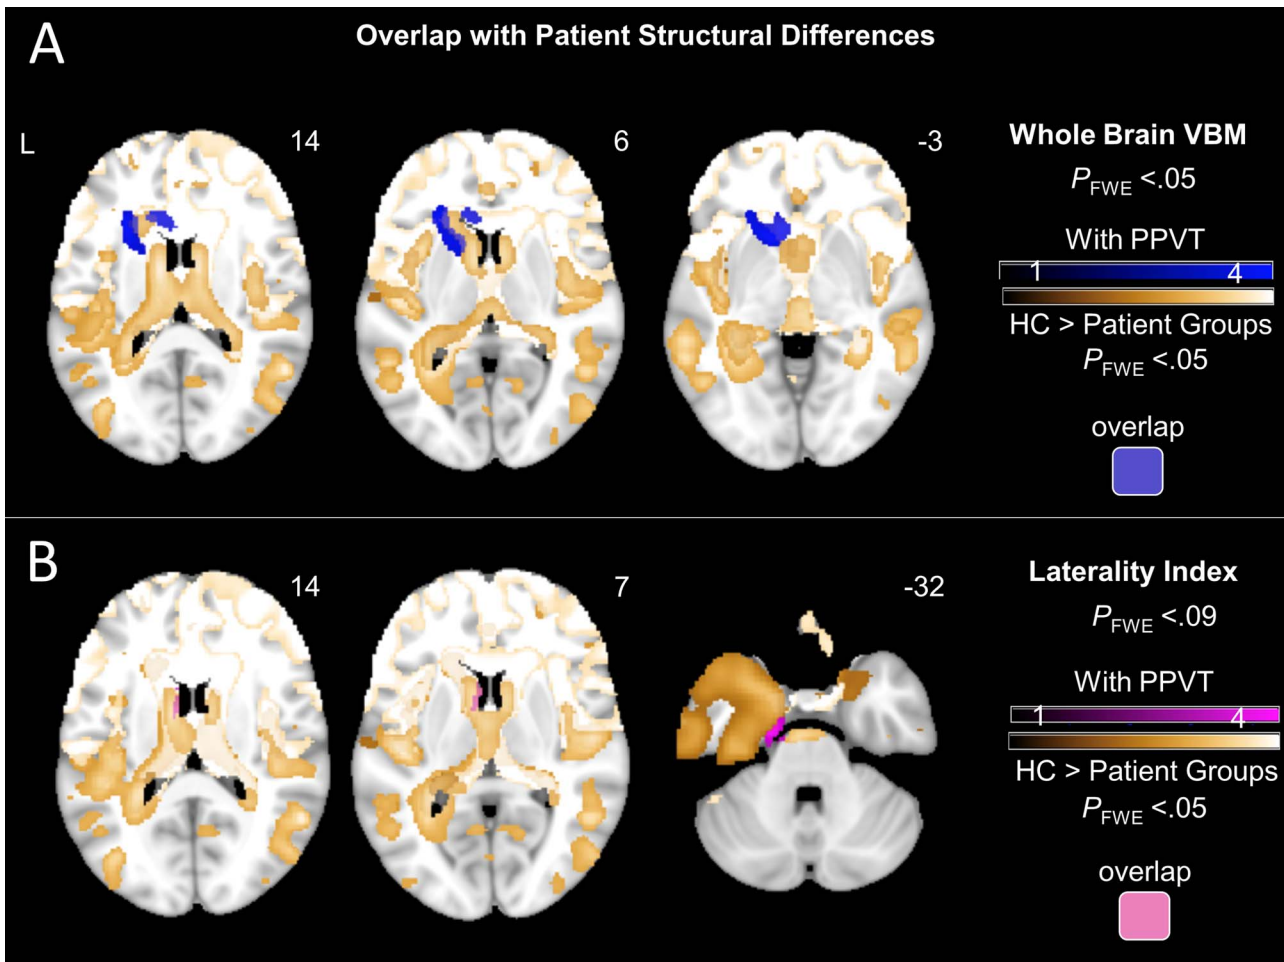 A
Overlap with Patient Structural Differences
L
14
6
-3
Whole Brain VBM
PFWE <.05
With PPVT
1 4
HC > Patient Groups
PFWE <.05
overlap
B
14
7
-32
Laterality Index
PFWE <.09
With PPVT
1 4
HC > Patient Groups
PFWE <.05
overlap